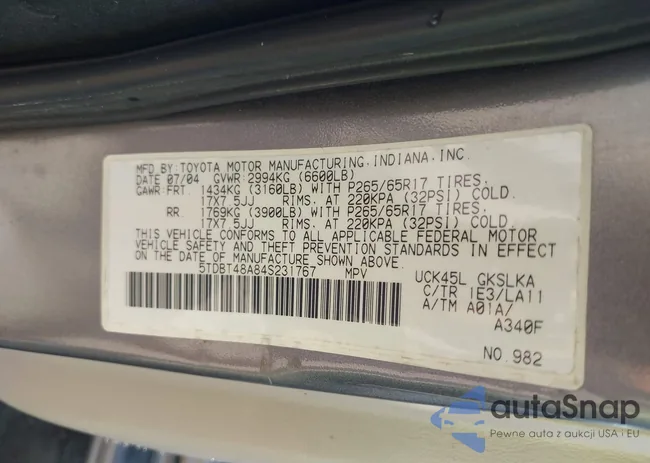 MFD. BY: TOYOTA MOTOR MANUFACTURING, INDIANA, INC.
DATE 07/04 GVWR 2994KG (6600LB)
GAWR FRT 1434KG (3160LB) WITH P265/65R17 TIRES,
17X7.5JJ RIMS, AT 220KPA (32PSI) COLD.
RR 1769KG (3900LB) WITH P265/65R17 TIRES,
17X7.5JJ RIMS, AT 220KPA (32PSI) COLD.
THIS VEHICLE CONFORMS TO ALL APPLICABLE FEDERAL MOTOR
VEHICLE SAFETY AND THEFT PREVENTION STANDARDS IN EFFECT
ON THE DATE OF MANUFACTURE SHOWN ABOVE.
5TDBT48A84S231767 MPV
UCK45L GKSLKA
C/TR 1E3/LA11
A/TM A01A/
A340F
NO. 982
autaSnap
Pewne auta z aukcji USA i EU